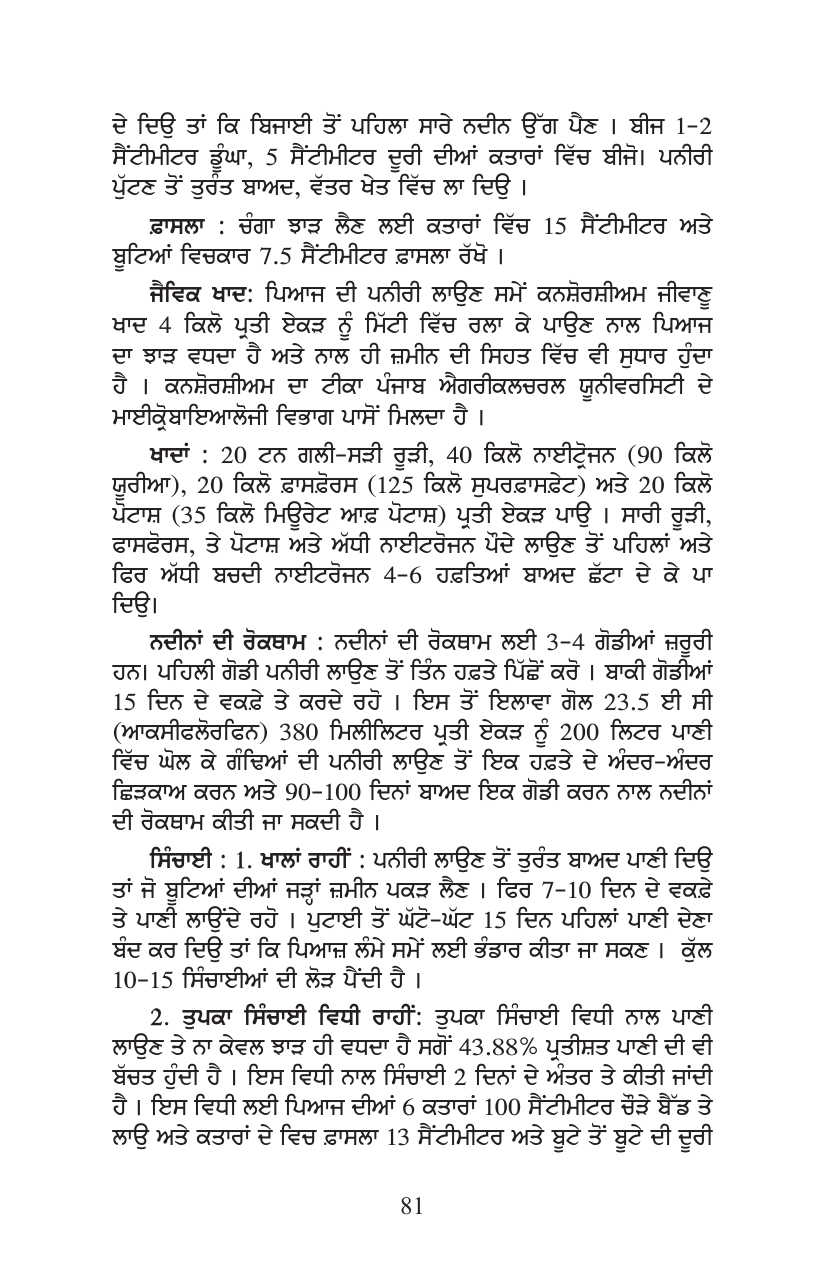 ਦੇ ਦਿਉ ਤਾਂ ਕਿ ਬਿਜਾਈ ਤੋਂ ਪਹਿਲਾ ਸਾਰੇ ਨਦੀਨ ਉੱਗ ਪੈਣ । ਬੀਜ 1-2
ਸੈਂਟੀਮੀਟਰ ਡੂੰਘਾ, 5 ਸੈਂਟੀਮੀਟਰ ਦੂਰੀ ਦੀਆਂ ਕਤਾਰਾਂ ਵਿੱਚ ਬੀਜੋ। ਪਨੀਰੀ
ਪੁੱਟਣ ਤੋਂ ਤੁਰੰਤ ਬਾਅਦ, ਵੱਤਰ ਖੇਤ ਵਿੱਚ ਲਾ ਦਿਉ ।
ਫ਼ਾਸਲਾ : ਚੰਗਾ ਝਾੜ ਲੈਣ ਲਈ ਕਤਾਰਾਂ ਵਿੱਚ 15 ਸੈਂਟੀਮੀਟਰ ਅਤੇ
ਬੂਟਿਆਂ ਵਿਚਕਾਰ 7.5 ਸੈਂਟੀਮੀਟਰ ਫ਼ਾਸਲਾ ਰੱਖੋ ।
ਜੈਵਿਕ ਖਾਦ: ਪਿਆਜ ਦੀ ਪਨੀਰੀ ਲਾਉਣ ਸਮੇਂ ਕਨਸ਼ੋਰਸ਼ੀਅਮ ਜੀਵਾਣੂ
ਖਾਦ 4 ਕਿਲੋ ਪ੍ਰਤੀ ਏਕੜ ਨੂੰ ਮਿੱਟੀ ਵਿੱਚ ਰਲਾ ਕੇ ਪਾਉਣ ਨਾਲ ਪਿਆਜ
ਦਾ ਝਾੜ ਵਧਦਾ ਹੈ ਅਤੇ ਨਾਲ ਹੀ ਜ਼ਮੀਨ ਦੀ ਸਿਹਤ ਵਿੱਚ ਵੀ ਸੁਧਾਰ ਹੁੰਦਾ
ਹੈ । ਕਨਸ਼ੋਰਸ਼ੀਅਮ ਦਾ ਟੀਕਾ ਪੰਜਾਬ ਐਗਰੀਕਲਚਰਲ ਯੂਨੀਵਰਸਿਟੀ ਦੇ
ਮਾਈਕ੍ਰੋਬਾਇਆਲੋਜੀ ਵਿਭਾਗ ਪਾਸੋਂ ਮਿਲਦਾ ਹੈ ।
ਖਾਦਾਂ : 20 ਟਨ ਗਲੀ-ਸੜੀ ਰੂੜੀ, 40 ਕਿਲੋ ਨਾਈਟ੍ਰੋਜਨ (90 ਕਿਲੋ
ਯੂਰੀਆ), 20 ਕਿਲੋ ਫ਼ਾਸਫ਼ੋਰਸ (125 ਕਿਲੋ ਸੁਪਰਫ਼ਾਸਫ਼ੇਟ) ਅਤੇ 20 ਕਿਲੋ
ਪੋਟਾਸ਼ (35 ਕਿਲੋ ਮਿਊਰੇਟ ਆਫ਼ ਪੋਟਾਸ਼) ਪ੍ਰਤੀ ਏਕੜ ਪਾਉ । ਸਾਰੀ ਰੂੜੀ,
ਫਾਸਫੋਰਸ, ਤੇ ਪੋਟਾਸ਼ ਅਤੇ ਅੱਧੀ ਨਾਈਟਰੋਜਨ ਪੌਦੇ ਲਾਉਣ ਤੋਂ ਪਹਿਲਾਂ ਅਤੇ
ਫਿਰ ਅੱਧੀ ਬਚਦੀ ਨਾਈਟਰੋਜਨ 4-6 ਹਫ਼ਤਿਆਂ ਬਾਅਦ ਛੱਟਾ ਦੇ ਕੇ ਪਾ
ਦਿਉ।
ਨਦੀਨਾਂ ਦੀ ਰੋਕਥਾਮ : ਨਦੀਨਾਂ ਦੀ ਰੋਕਥਾਮ ਲਈ 3-4 ਗੋਡੀਆਂ ਜ਼ਰੂਰੀ
ਹਨ। ਪਹਿਲੀ ਗੋਡੀ ਪਨੀਰੀ ਲਾਉਣ ਤੋਂ ਤਿੰਨ ਹਫ਼ਤੇ ਪਿੱਛੋਂ ਕਰੋ । ਬਾਕੀ ਗੋਡੀਆਂ
15 ਦਿਨ ਦੇ ਵਕਫ਼ੇ ਤੇ ਕਰਦੇ ਰਹੋ । ਇਸ ਤੋਂ ਇਲਾਵਾ ਗੋਲ 23.5 ਈ ਸੀ
(ਆਕਸੀਫਲੋਰਫਿਨ) 380 ਮਿਲੀਲਿਟਰ ਪ੍ਰਤੀ ਏਕੜ ਨੂੰ 200 ਲਿਟਰ ਪਾਣੀ
ਵਿੱਚ ਘੋਲ ਕੇ ਗੰਢਿਆਂ ਦੀ ਪਨੀਰੀ ਲਾਉਣ ਤੋਂ ਇਕ ਹਫ਼ਤੇ ਦੇ ਅੰਦਰ-ਅੰਦਰ
ਛਿੜਕਾਅ ਕਰਨ ਅਤੇ 90-100 ਦਿਨਾਂ ਬਾਅਦ ਇਕ ਗੋਡੀ ਕਰਨ ਨਾਲ ਨਦੀਨਾਂ
ਦੀ ਰੋਕਥਾਮ ਕੀਤੀ ਜਾ ਸਕਦੀ ਹੈ ।
ਸਿੰਚਾਈ : 1. ਖਾਲਾਂ ਰਾਹੀਂ : ਪਨੀਰੀ ਲਾਉਣ ਤੋਂ ਤੁਰੰਤ ਬਾਅਦ ਪਾਣੀ ਦਿਉ
ਤਾਂ ਜੋ ਬੂਟਿਆਂ ਦੀਆਂ ਜੜ੍ਹਾਂ ਜ਼ਮੀਨ ਪਕੜ ਲੈਣ । ਫਿਰ 7-10 ਦਿਨ ਦੇ ਵਕਫ਼ੇ
ਤੇ ਪਾਣੀ ਲਾਉਂਦੇ ਰਹੋ । ਪੁਟਾਈ ਤੋਂ ਘੱਟੋ-ਘੱਟ 15 ਦਿਨ ਪਹਿਲਾਂ ਪਾਣੀ ਦੇਣਾ
ਬੰਦ ਕਰ ਦਿਉ ਤਾਂ ਕਿ ਪਿਆਜ਼ ਲੰਮੇ ਸਮੇਂ ਲਈ ਭੰਡਾਰ ਕੀਤਾ ਜਾ ਸਕਣ । ਕੁੱਲ
10-15 ਸਿੰਚਾਈਆਂ ਦੀ ਲੋੜ ਪੈਂਦੀ ਹੈ ।
2. ਤੁਪਕਾ ਸਿੰਚਾਈ ਵਿਧੀ ਰਾਹੀਂ: ਤੁਪਕਾ ਸਿੰਚਾਈ ਵਿਧੀ ਨਾਲ ਪਾਣੀ
ਲਾਉਣ ਤੇ ਨਾ ਕੇਵਲ ਝਾੜ ਹੀ ਵਧਦਾ ਹੈ ਸਗੋਂ 43.88% ਪ੍ਰਤੀਸ਼ਤ ਪਾਣੀ ਦੀ ਵੀ
ਬੱਚਤ ਹੁੰਦੀ ਹੈ । ਇਸ ਵਿਧੀ ਨਾਲ ਸਿੰਚਾਈ 2 ਦਿਨਾਂ ਦੇ ਅੰਤਰ ਤੇ ਕੀਤੀ ਜਾਂਦੀ
ਹੈ । ਇਸ ਵਿਧੀ ਲਈ ਪਿਆਜ ਦੀਆਂ 6 ਕਤਾਰਾਂ 100 ਸੈਂਟੀਮੀਟਰ ਚੌੜੇ ਬੈੱਡ ਤੇ
ਲਾਉ ਅਤੇ ਕਤਾਰਾਂ ਦੇ ਵਿਚ ਫ਼ਾਸਲਾ 13 ਸੈਂਟੀਮੀਟਰ ਅਤੇ ਬੂਟੇ ਤੋਂ ਬੂਟੇ ਦੀ ਦੂਰੀ
81